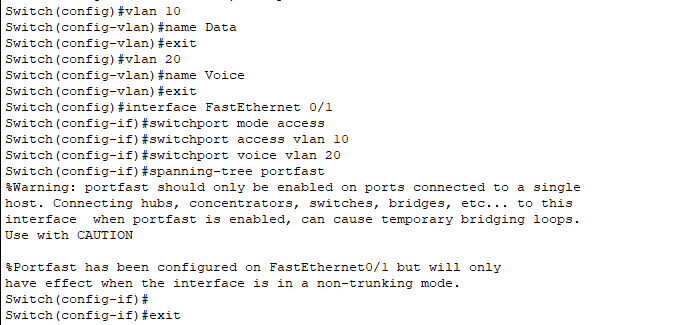 Switch(config)#vlan 10
Switch(config-vlan)#name Data
Switch(config-vlan)#exit
Switch(config)#vlan 20
Switch(config-vlan)#name Voice
Switch(config-vlan)#exit
Switch(config)#interface FastEthernet 0/1
Switch(config-if)#switchport mode access
Switch(config-if)#switchport access vlan 10
Switch(config-if)#switchport voice vlan 20
Switch(config-if)#spanning-tree portfast
%Warning: portfast should only be enabled on ports connected to a single
host. Connecting hubs, concentrators, switches, bridges, etc... to this
interface  when portfast is enabled, can cause temporary bridging loops.
Use with CAUTION

%Portfast has been configured on FastEthernet0/1 but will only
have effect when the interface is in a non-trunking mode.
Switch(config-if)#
Switch(config-if)#exit